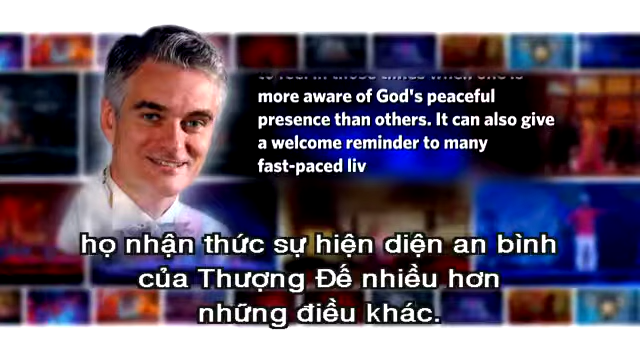 more aware of God's peaceful
presence than others. It can also give
a welcome reminder to many
fast-paced liv
họ nhận thức sự hiện diện an bình
của Thượng Đế nhiều hơn
những điều khác.